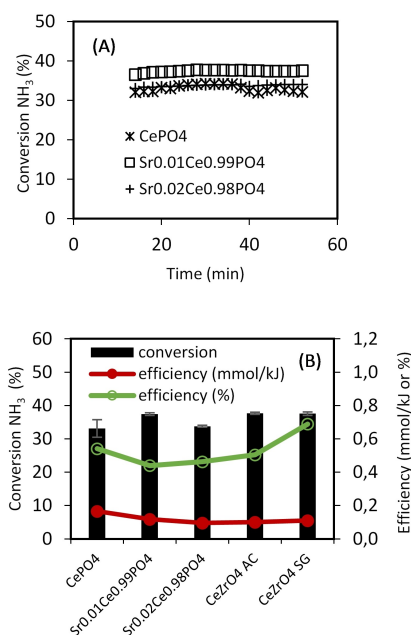 (A)
50
40
30
20
10
0
Conversion NH3 (%)
CePO4
Sr0.01Ce0.99PO4
Sr0.02Ce0.98PO4
0 20 40 60
Time (min)
(B)
60
50
40
30
20
10
0
Conversion NH3 (%)
conversion
efficiency (mmol/kJ)
efficiency (%)
1,2
1,0
0,8
0,6
0,4
0,2
0,0
Efficiency (mmol/kJ or %)
CePO4
Sr0.01Ce0.99PO4
Sr0.02Ce0.98PO4
CeZrO4 AC
CeZrO4 SG